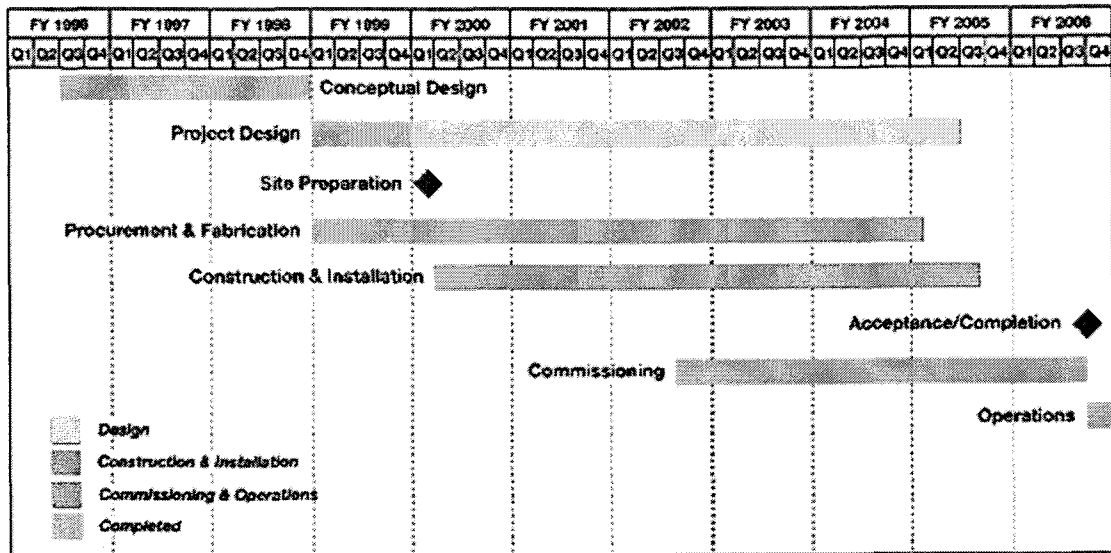 FY 1996 FY 1997 FY 1998 FY 1999 FY 2000 FY 2001 FY 2002 FY 2003 FY 2004 FY 2005 FY 2006
Q1 Q2 Q3 Q4 Q1 Q2 Q3 Q4 Q1 Q2 Q3 Q4 Q1 Q2 Q3 Q4 Q1 Q2 Q3 Q4 Q1 Q2 Q3 Q4 Q1 Q2 Q3 Q4 Q1 Q2 Q3 Q4 Q1 Q2 Q3 Q4 Q1 Q2 Q3 Q4 Q1 Q2 Q3 Q4
Conceptual Design
Project Design
Site Preparation
Procurement & Fabrication
Construction & Installation
Acceptance/Completion
Commissioning
Operations
Design
Construction & Installation
Commissioning & Operations
Completed